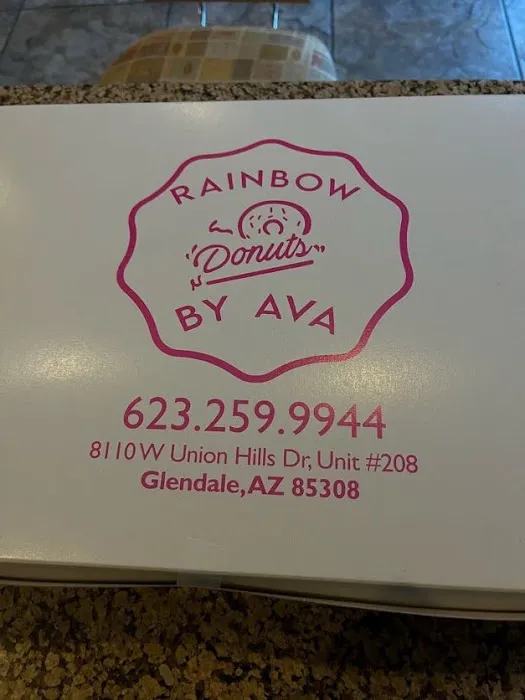 RAINBOW
Donuts
BY AVA
623.259.9944
8110 W Union Hills Dr, Unit #208
Glendale, AZ 85308